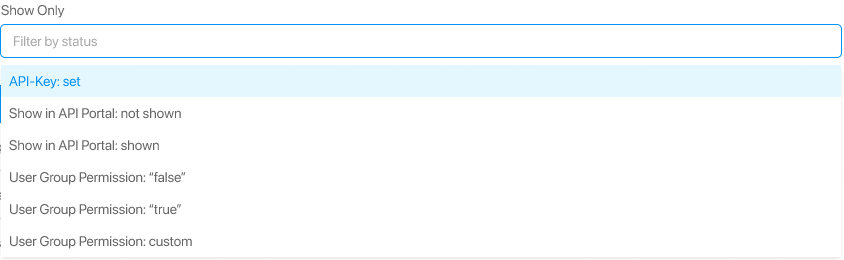 Show Only
Filter by status
API-Key: set
Show in API Portal: not shown
Show in API Portal: shown
User Group Permission: “false”
User Group Permission: “true”
User Group Permission: custom